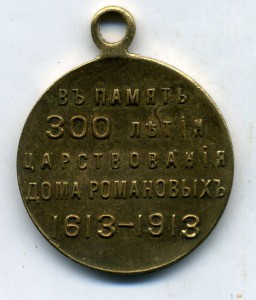 ВЪ ПАМЯТЬ
300 ЛѢТІЯ
ЦАРСТВОВАНІЯ
ДОМА РОМАНОВЫХЪ
1613-1913